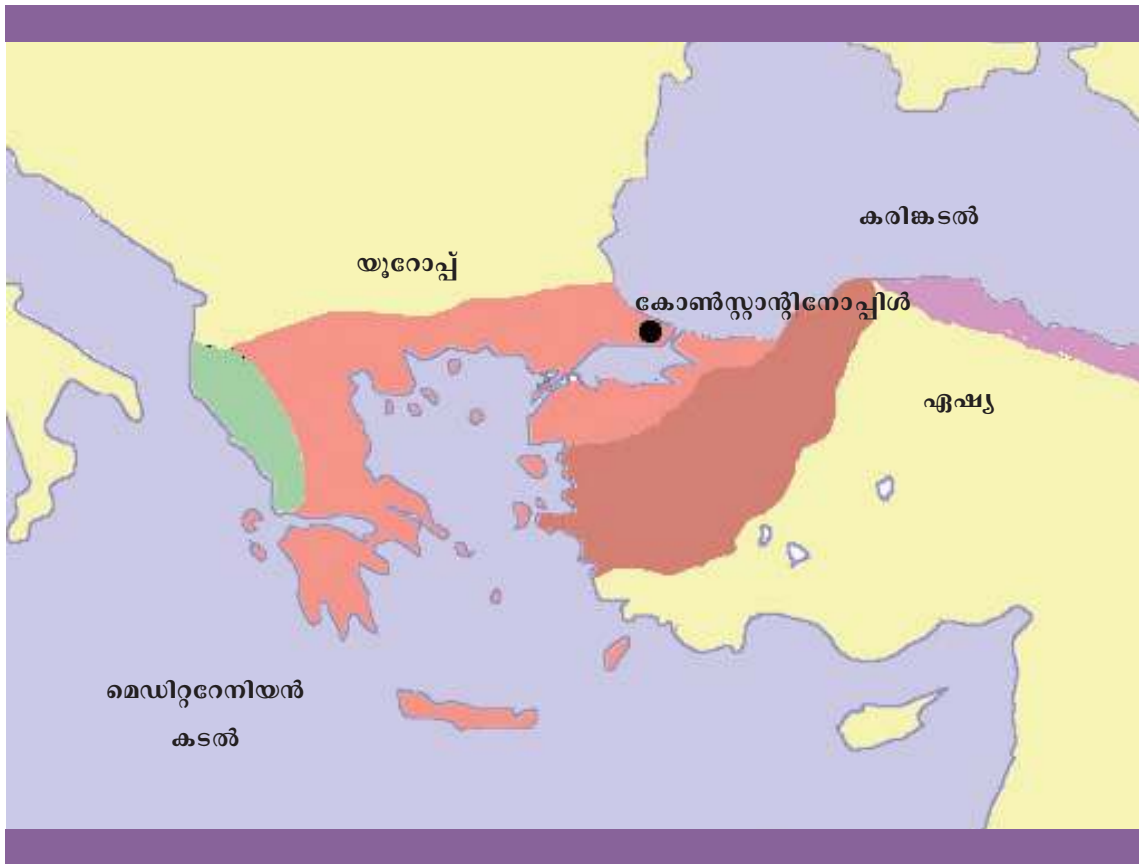 കരിങ്കടൽ
യൂറോപ്പ്
കോൺസ്റ്റാന്റിനോപ്പിൾ
ഏഷ്യ
മെഡിറ്ററേനിയൻ
കടൽ